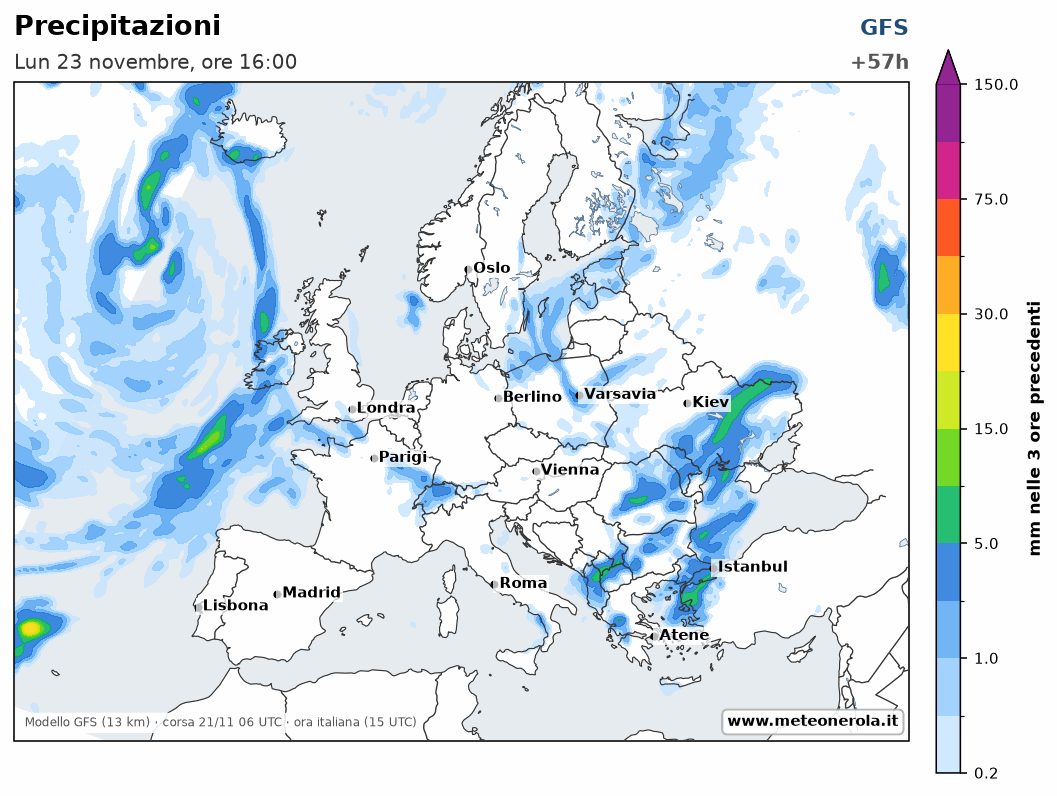 Precipitazioni
GFS
Lun 23 novembre, ore 16:00
+57h
150.0
75.0
30.0
15.0
5.0
1.0
0.2
mm nelle 3 ore precedenti
Oslo
Berlino
Varsavia
Kiev
Londra
Parigi
Vienna
Istanbul
Roma
Madrid
Lisbona
Atene
Modello GFS (13 km) · corsa 21/11 06 UTC · ora italiana (15 UTC)
www.meteonerola.it